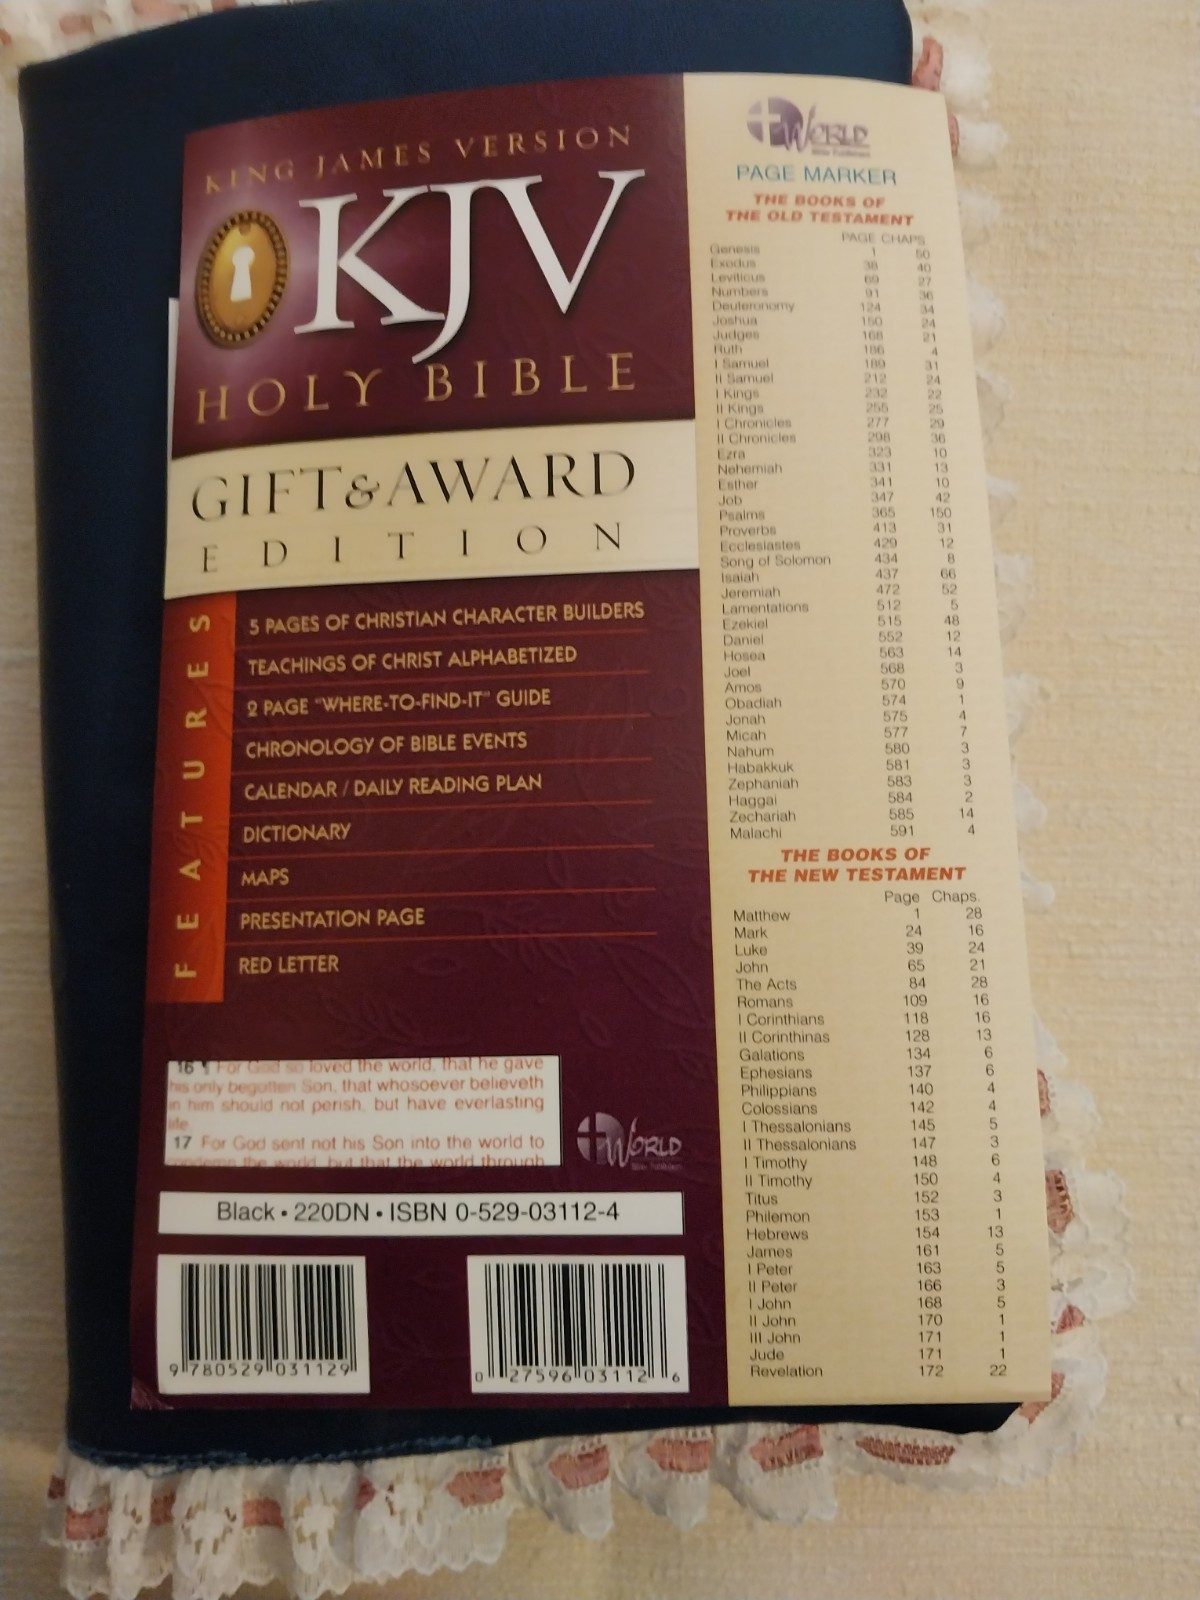 KING JAMES VERSION
KJV
HOLY BIBLE
GIFT & AWARD
EDITION
FEATURES
5 PAGES OF CHRISTIAN CHARACTER BUILDERS
TEACHINGS OF CHRIST ALPHABETIZED
2 PAGE "WHERE-TO-FIND-IT" GUIDE
CHRONOLOGY OF BIBLE EVENTS
CALENDAR / DAILY READING PLAN
DICTIONARY
MAPS
PRESENTATION PAGE
RED LETTER
16 ¶ For God so loved the world, that he gave
his only begotten Son, that whosoever believeth
in him should not perish, but have everlasting
life.
17 For God sent not his Son into the world to
condemn the world, but that the world through
WORLD
Bible Publishers
Black • 220DN • ISBN 0-529-03112-4
9 780529 031129
0 27596 03112 6
WORLD
Bible Publishers
PAGE MARKER
THE BOOKS OF
THE OLD TESTAMENT
PAGE CHAPS.
Genesis 1 50
Exodus 38 40
Leviticus 69 27
Numbers 91 36
Deuteronomy 124 34
Joshua 150 24
Judges 168 21
Ruth 186 4
I Samuel 189 31
II Samuel 212 24
I Kings 232 22
II Kings 255 25
I Chronicles 277 29
II Chronicles 298 36
Ezra 323 10
Nehemiah 331 13
Esther 341 10
Job 347 42
Psalms 365 150
Proverbs 413 31
Ecclesiastes 429 12
Song of Solomon 434 8
Isaiah 437 66
Jeremiah 472 52
Lamentations 512 5
Ezekiel 515 48
Daniel 552 12
Hosea 563 14
Joel 568 3
Amos 570 9
Obadiah 574 1
Jonah 575 4
Micah 577 7
Nahum 580 3
Habakkuk 581 3
Zephaniah 583 3
Haggai 584 2
Zechariah 585 14
Malachi 591 4
THE BOOKS OF
THE NEW TESTAMENT
Page Chaps.
Matthew 1 28
Mark 24 16
Luke 39 24
John 65 21
The Acts 84 28
Romans 109 16
I Corinthians 118 16
II Corinthinas 128 13
Galations 134 6
Ephesians 137 6
Philippians 140 4
Colossians 142 4
I Thessalonians 145 5
II Thessalonians 147 3
I Timothy 148 6
II Timothy 150 4
Titus 152 3
Philemon 153 1
Hebrews 154 13
James 161 5
I Peter 163 5
II Peter 166 3
I John 168 5
II John 170 1
III John 171 1
Jude 171 1
Revelation 172 22